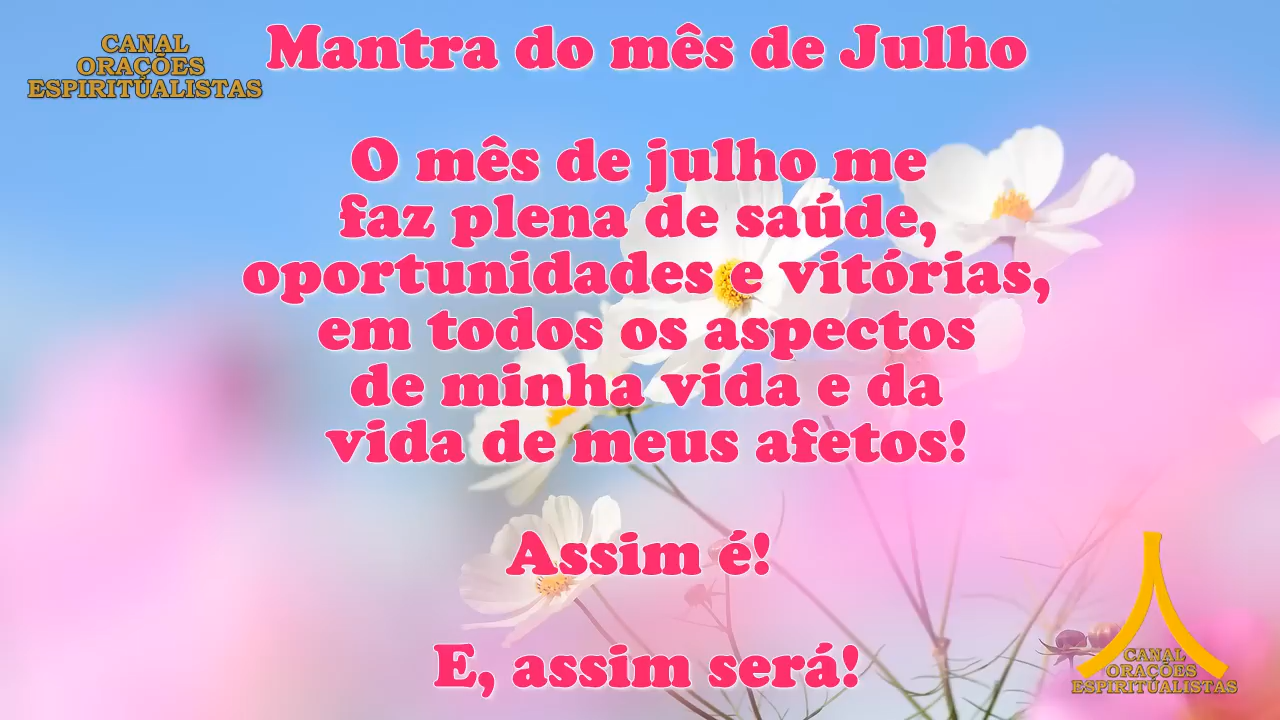 CANAL
ORAÇÕES
ESPIRITUALISTAS
Mantra do mês de Julho
O mês de julho me
faz plena de saúde,
oportunidades e vitórias,
em todos os aspectos
de minha vida e da
vida de meus afetos!
Assim é!
E, assim será!
CANAL
ORAÇÕES
ESPIRITUALISTAS